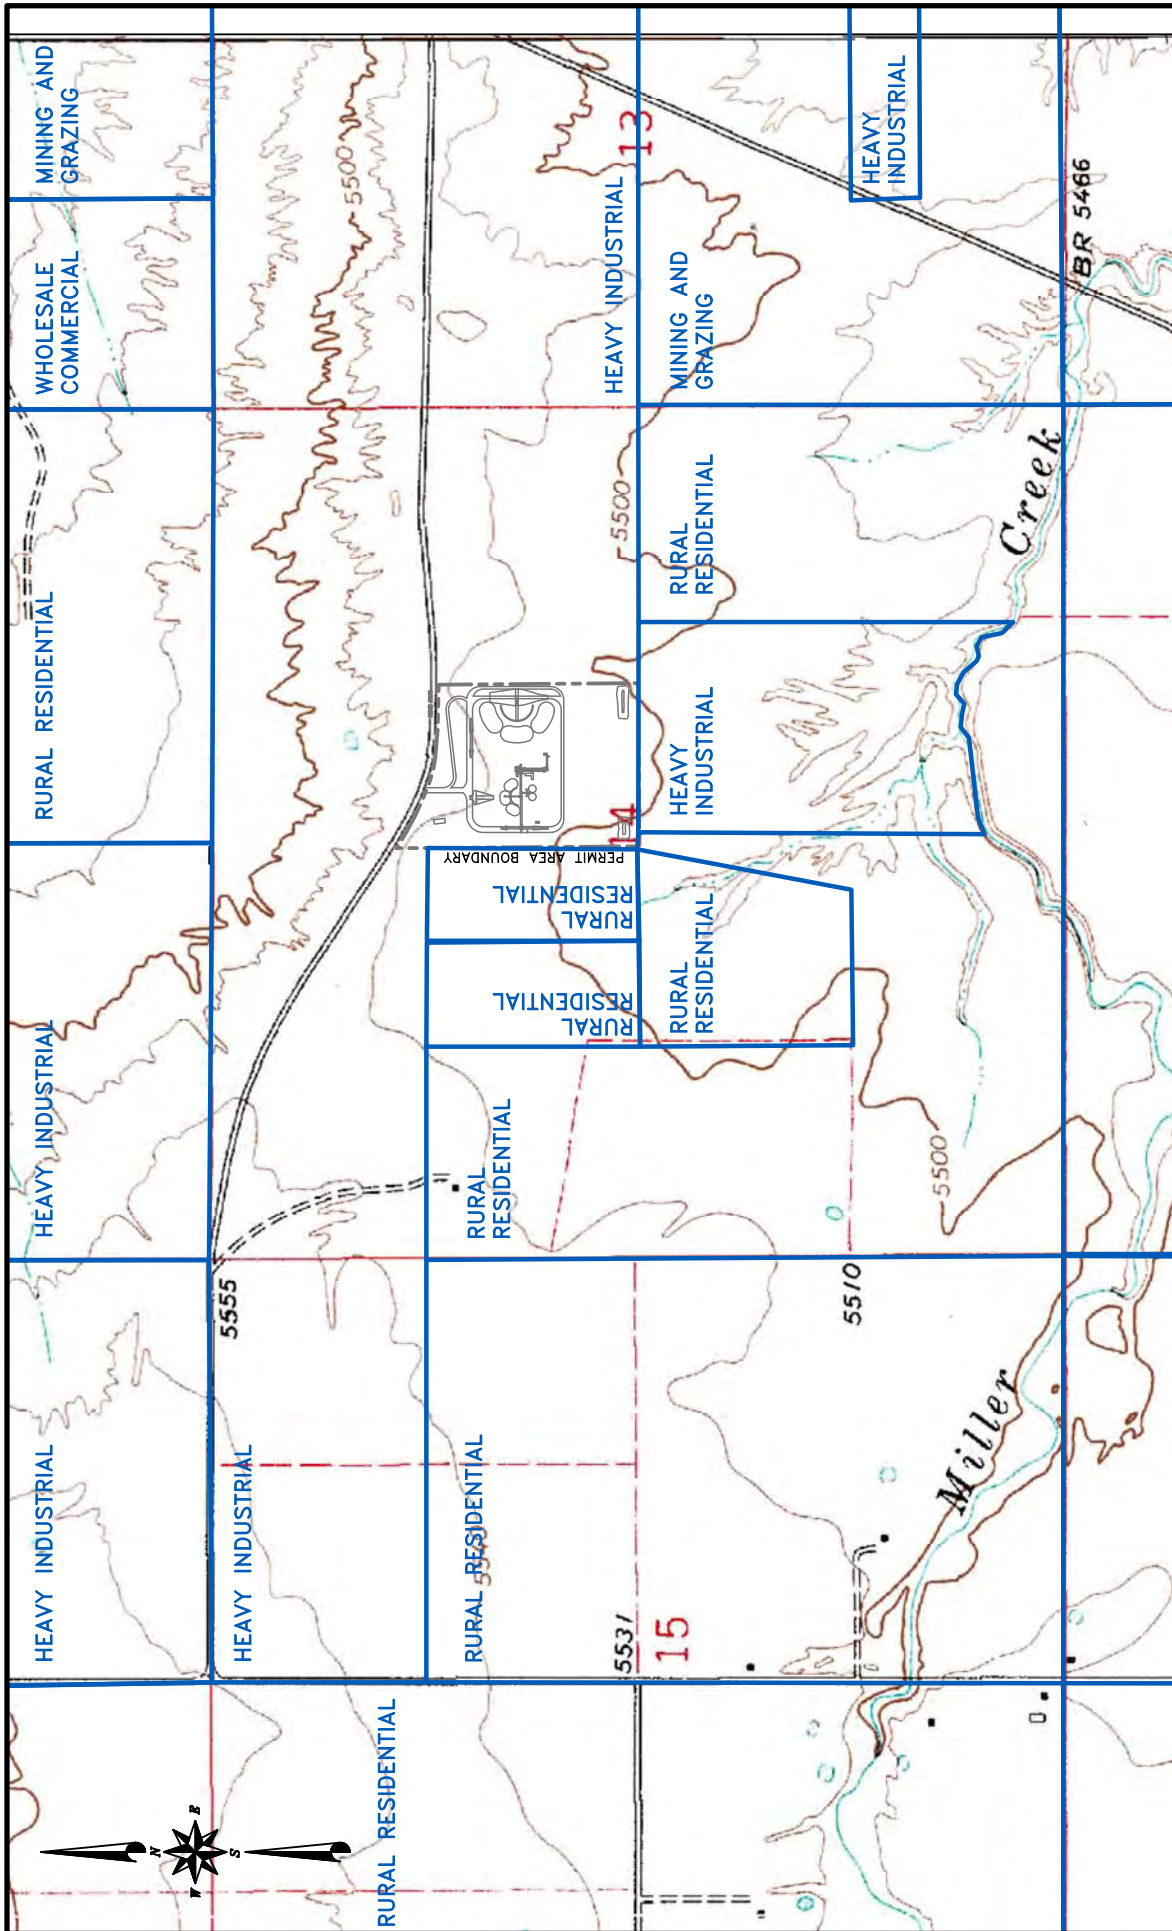 MINING AND
GRAZING
WHOLESALE
COMMERCIAL
RURAL RESIDENTIAL
HEAVY INDUSTRIAL
HEAVY INDUSTRIAL
5500
13
HEAVY INDUSTRIAL
HEAVY
INDUSTRIAL
BR 5466
MINING AND
GRAZING
5500
RURAL
RESIDENTIAL
Creek
HEAVY
INDUSTRIAL
14
PERMIT AREA BOUNDARY
RURAL
RESIDENTIAL
RURAL
RESIDENTIAL
RURAL
RESIDENTIAL
RURAL
RESIDENTIAL
5500
5555
5510
HEAVY INDUSTRIAL
RURAL RESIDENTIAL
5540
5531
15
Miller
RURAL RESIDENTIAL
N
E
S
W